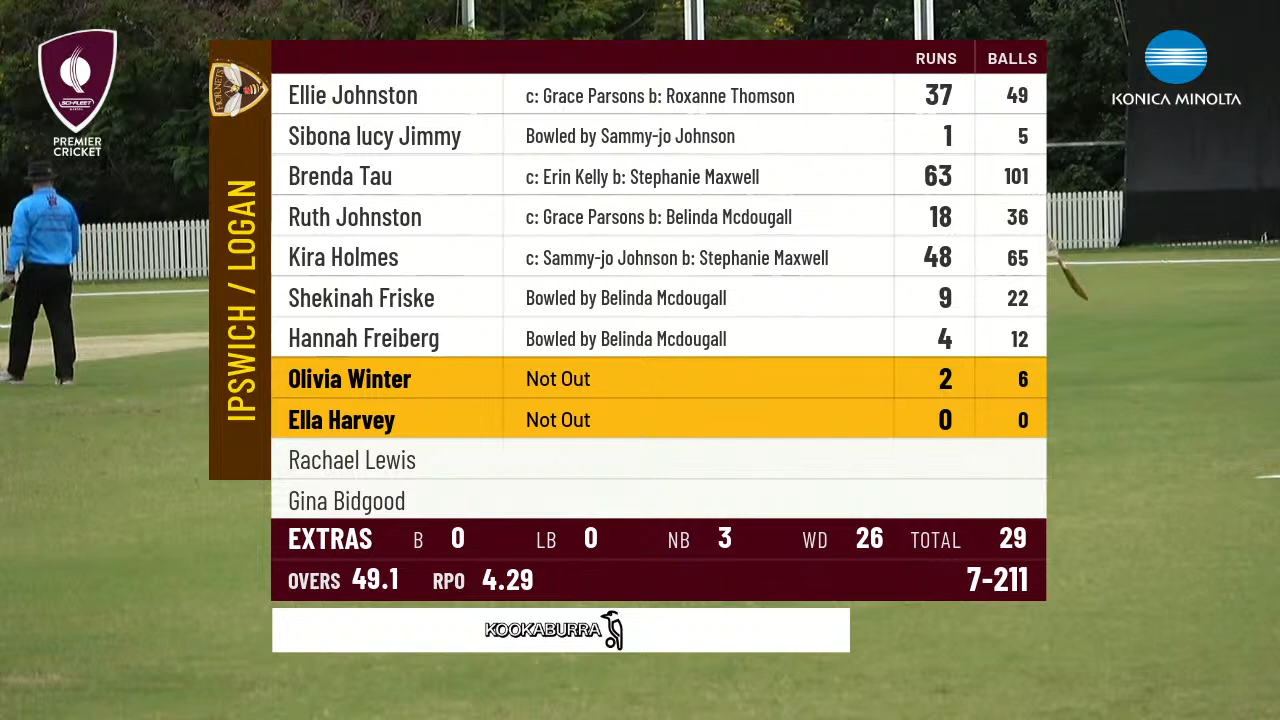 RUNS BALLS
Ellie Johnston c: Grace Parsons b: Roxanne Thomson 37 49
Sibona lucy Jimmy Bowled by Sammy-jo Johnson 1 5
Brenda Tau c: Erin Kelly b: Stephanie Maxwell 63 101
Ruth Johnston c: Grace Parsons b: Belinda Mcdougall 18 36
Kira Holmes c: Sammy-jo Johnson b: Stephanie Maxwell 48 65
Shekinah Friske Bowled by Belinda Mcdougall 9 22
Hannah Freiberg Bowled by Belinda Mcdougall 4 12
Olivia Winter Not Out 2 6
Ella Harvey Not Out 0 0
Rachael Lewis
Gina Bidgood
EXTRAS B 0 LB 0 NB 3 WD 26 TOTAL 29
OVERS 49.1 RPO 4.29 7-211
IPSWICH / LOGAN
HORNETS
PREMIER
CRICKET
KONICA MINOLTA
KOOKABURRA